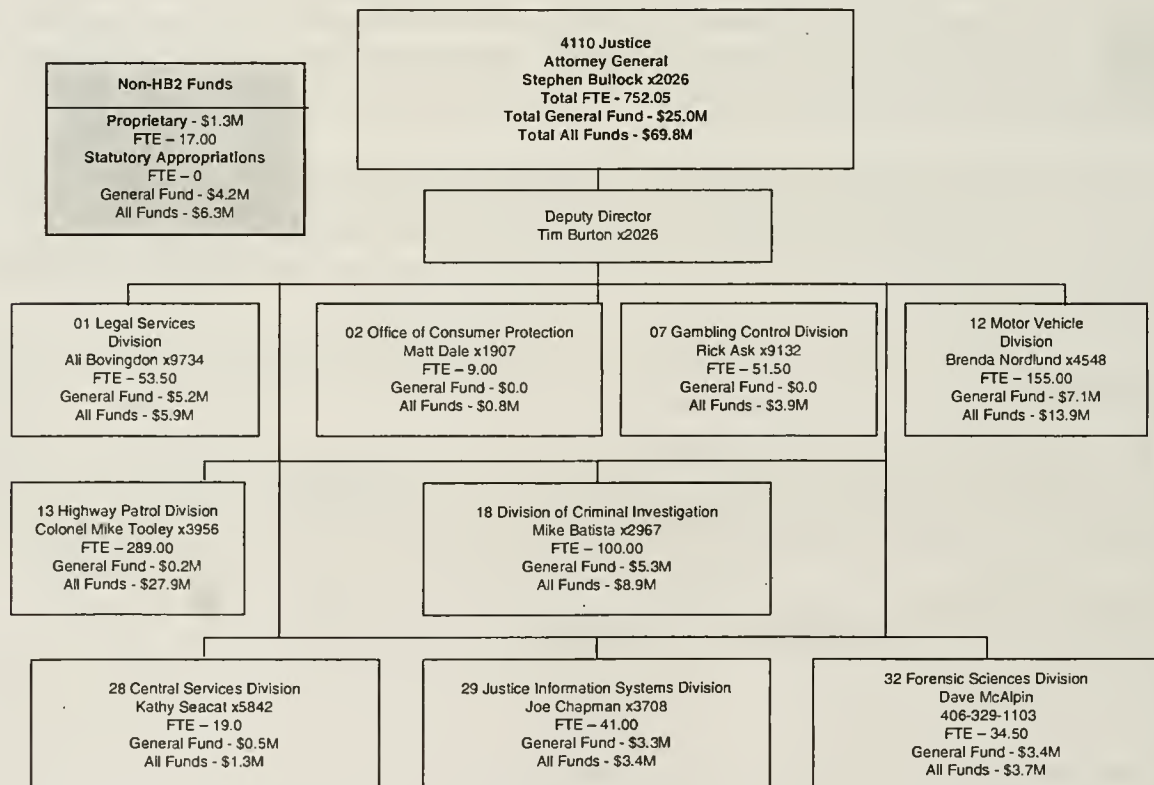 4110 Justice
Attorney General
Stephen Bullock x2026
Total FTE - 752.05
Total General Fund - $25.0M
Total All Funds - $69.8M
Non-HB2 Funds
Proprietary - $1.3M
FTE – 17.00
Statutory Appropriations
FTE – 0
General Fund - $4.2M
All Funds - $6.3M
Deputy Director
Tim Burton x2026
01 Legal Services
Division
Ali Bovingdon x9734
FTE – 53.50
General Fund - $5.2M
All Funds - $5.9M
02 Office of Consumer Protection
Matt Dale x1907
FTE – 9.00
General Fund - $0.0
All Funds - $0.8M
07 Gambling Control Division
Rick Ask x9132
FTE – 51.50
General Fund - $0.0
All Funds - $3.9M
12 Motor Vehicle
Division
Brenda Nordlund x4548
FTE – 155.00
General Fund - $7.1M
All Funds - $13.9M
13 Highway Patrol Division
Colonel Mike Tooley x3956
FTE – 289.00
General Fund - $0.2M
All Funds - $27.9M
18 Division of Criminal Investigation
Mike Batista x2967
FTE – 100.00
General Fund - $5.3M
All Funds - $8.9M
28 Central Services Division
Kathy Seacat x5842
FTE – 19.0
General Fund - $0.5M
All Funds - $1.3M
29 Justice Information Systems Division
Joe Chapman x3708
FTE – 41.00
General Fund - $3.3M
All Funds - $3.4M
32 Forensic Sciences Division
Dave McAlpin
406-329-1103
FTE – 34.50
General Fund - $3.4M
All Funds - $3.7M